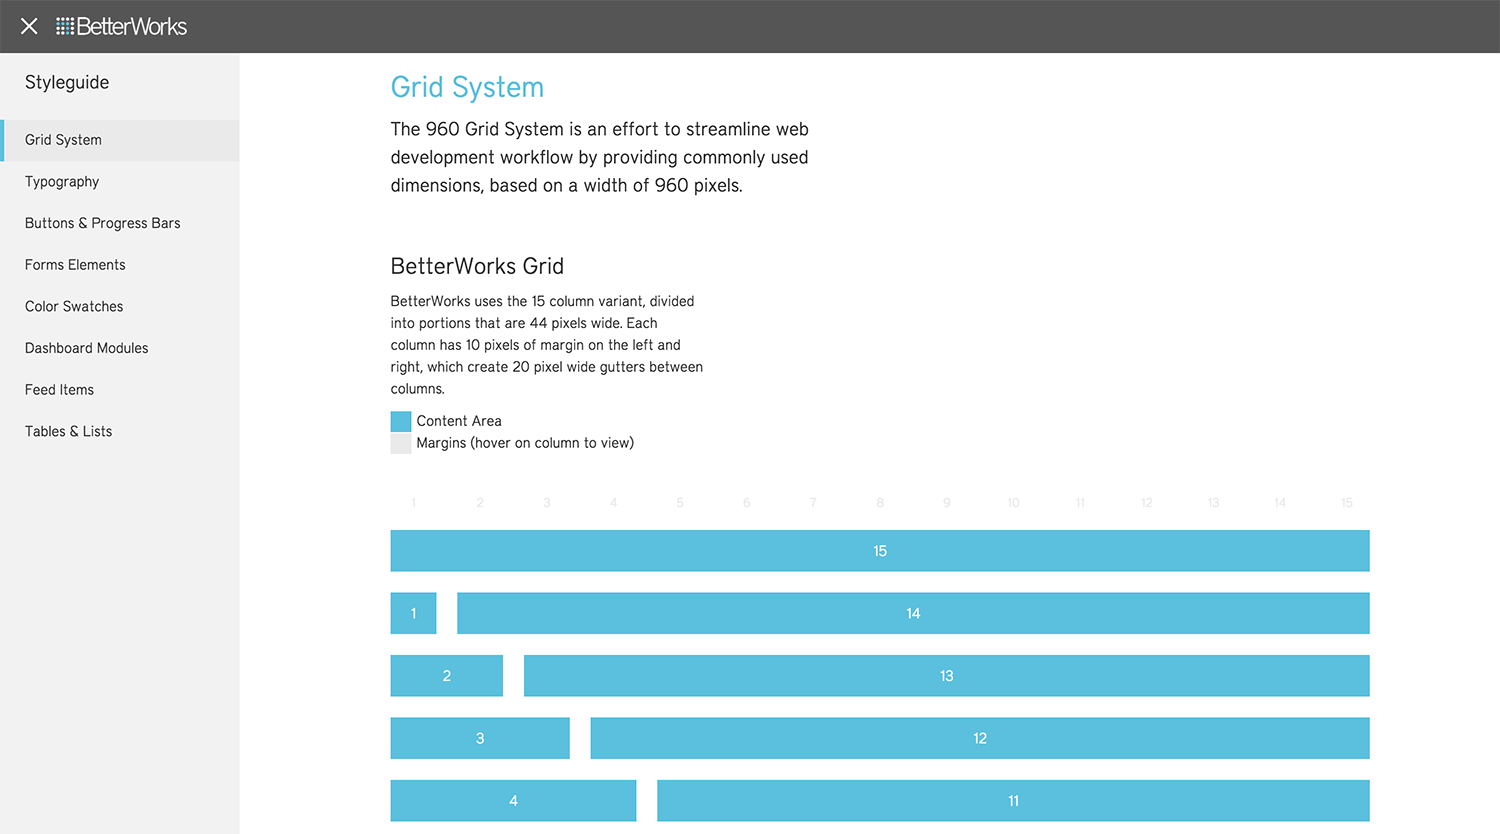 BetterWorks
Styleguide
Grid System
Typography
Buttons & Progress Bars
Forms Elements
Color Swatches
Dashboard Modules
Feed Items
Tables & Lists
Grid System
The 960 Grid System is an effort to streamline web
development workflow by providing commonly used
dimensions, based on a width of 960 pixels.
BetterWorks Grid
BetterWorks uses the 15 column variant, divided
into portions that are 44 pixels wide. Each
column has 10 pixels of margin on the left and
right, which create 20 pixel wide gutters between
columns.
Content Area
Margins (hover on column to view)
1 2 3 4 5 6 7 8 9 10 11 12 13 14 15
15
1 14
2 13
3 12
4 11